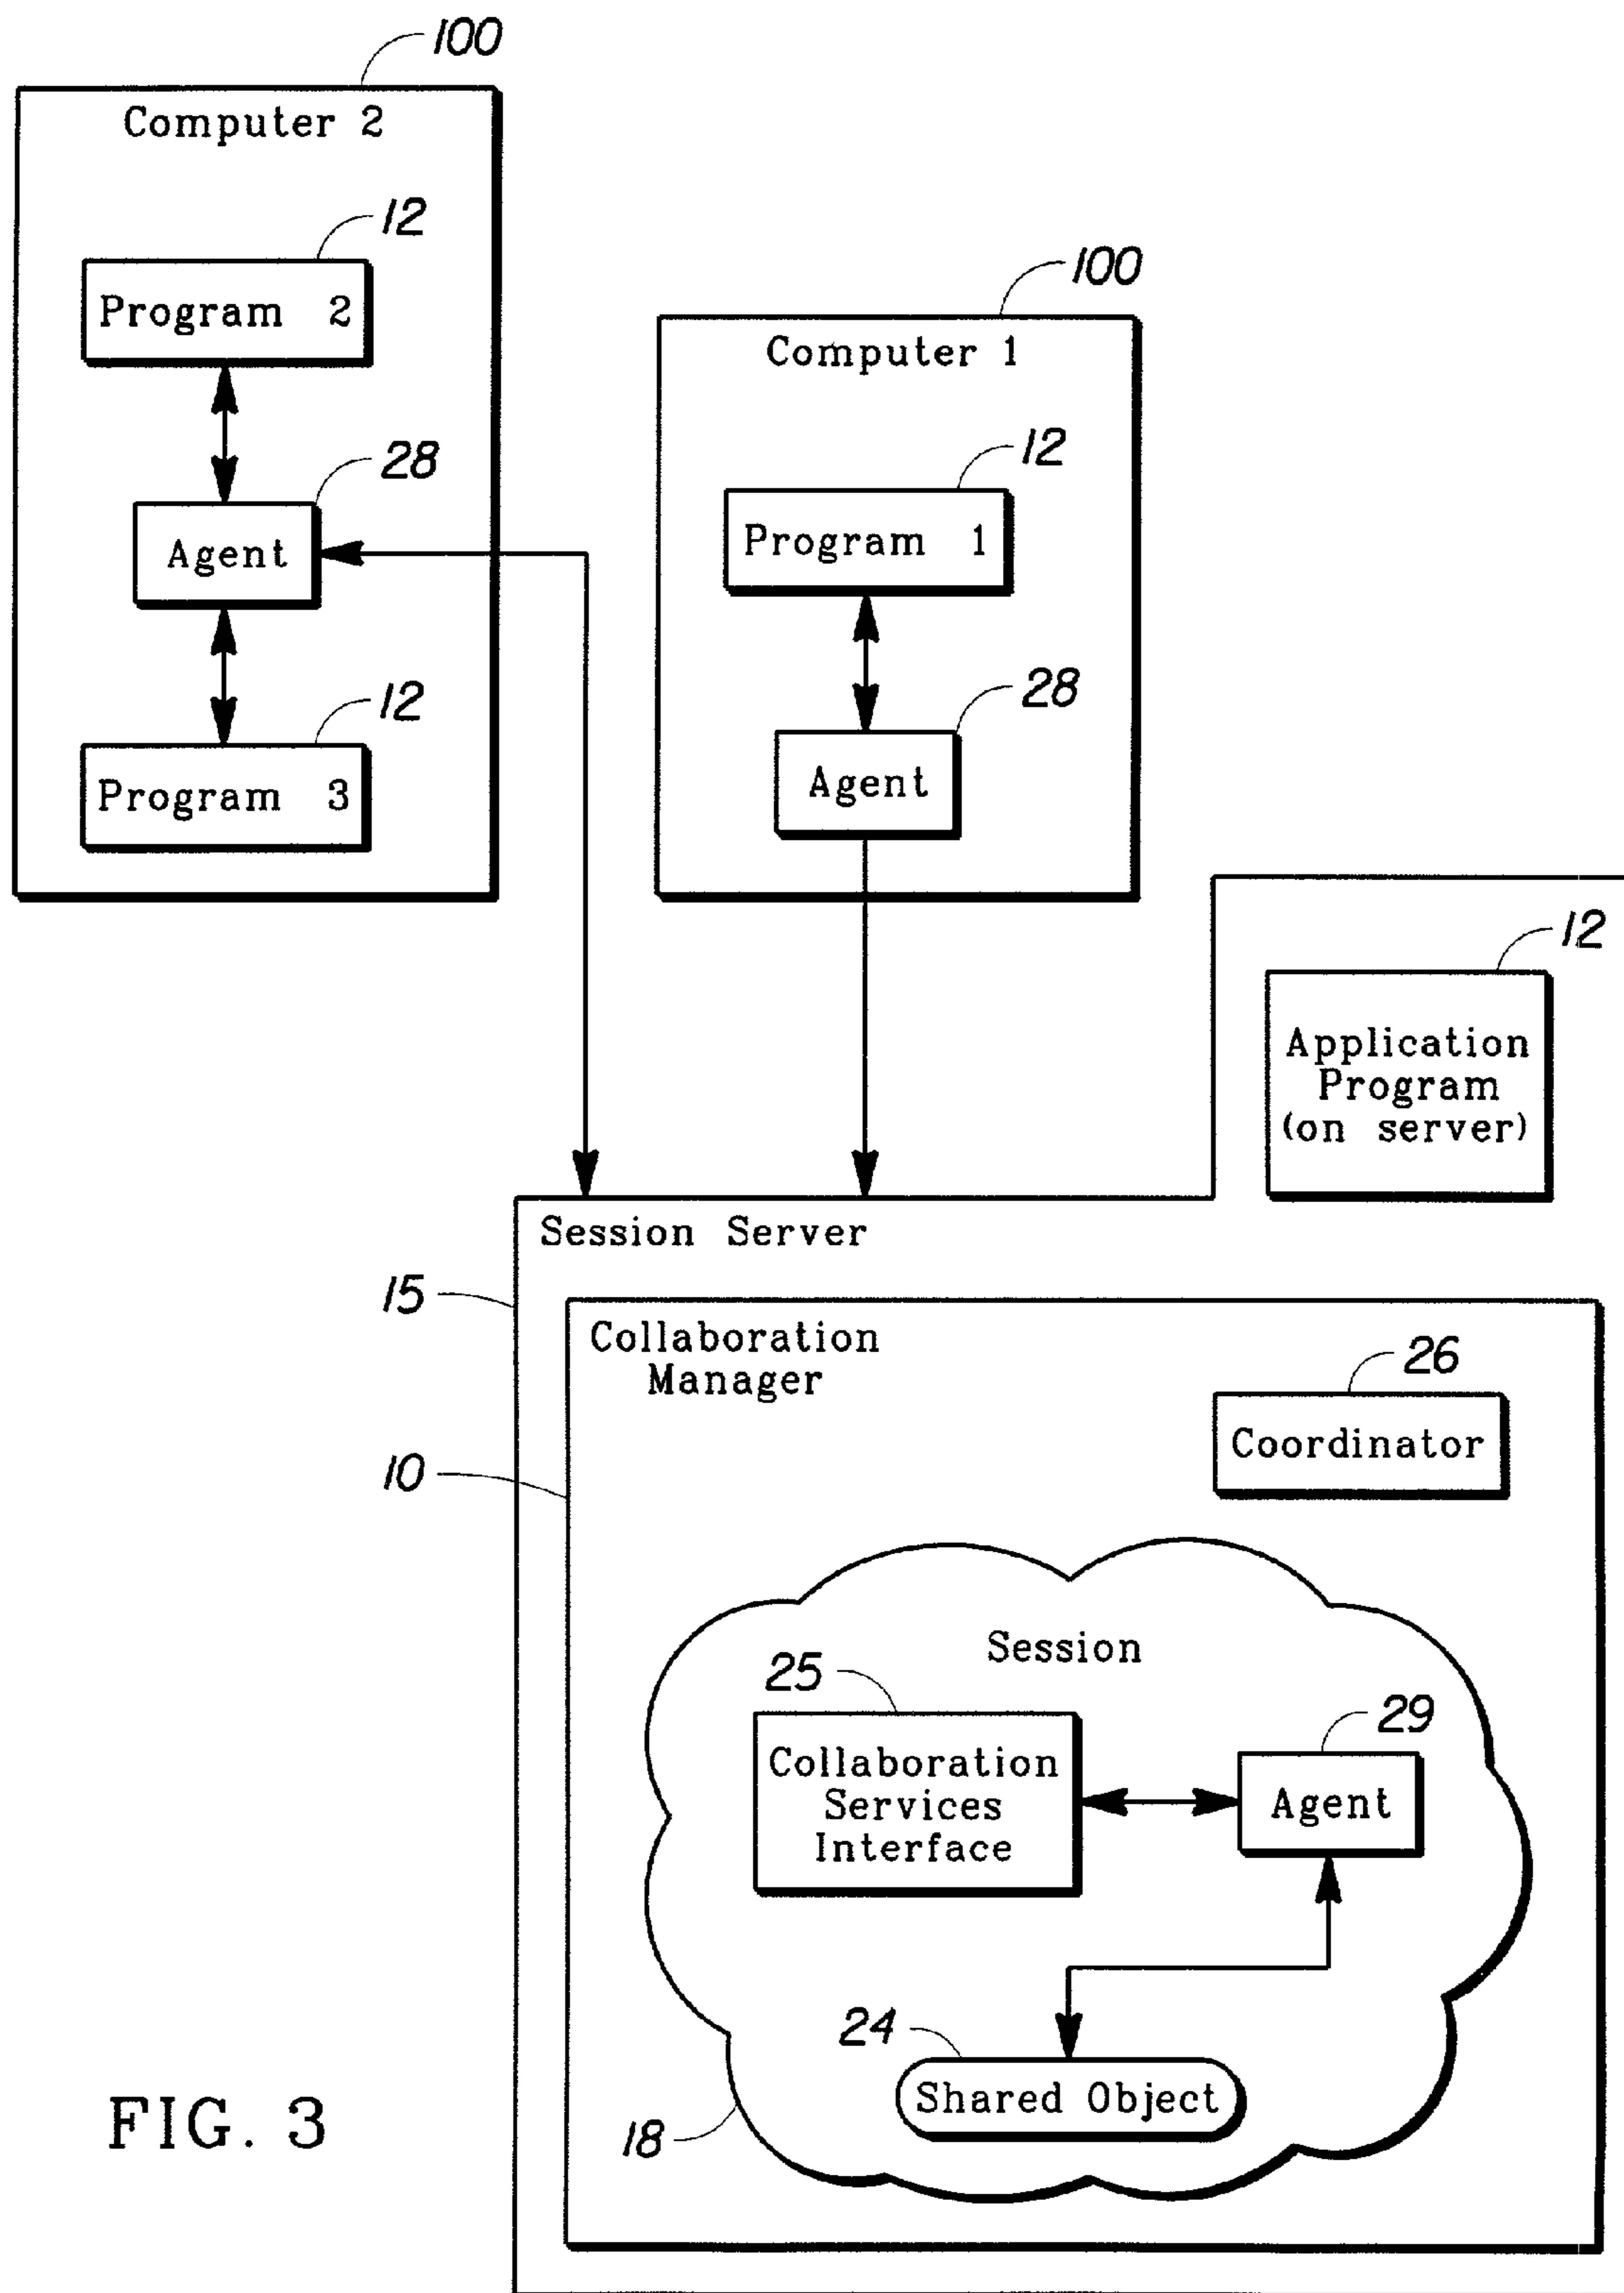 100
Computer 2
12
Program 2
28
Agent
12
Program 3
100
Computer 1
12
Program 1
28
Agent
12
Application
Program
(on server)
Session Server
15
Collaboration
Manager
10
26
Coordinator
Session
25
Collaboration
Services
Interface
29
Agent
24
Shared Object
18
FIG. 3